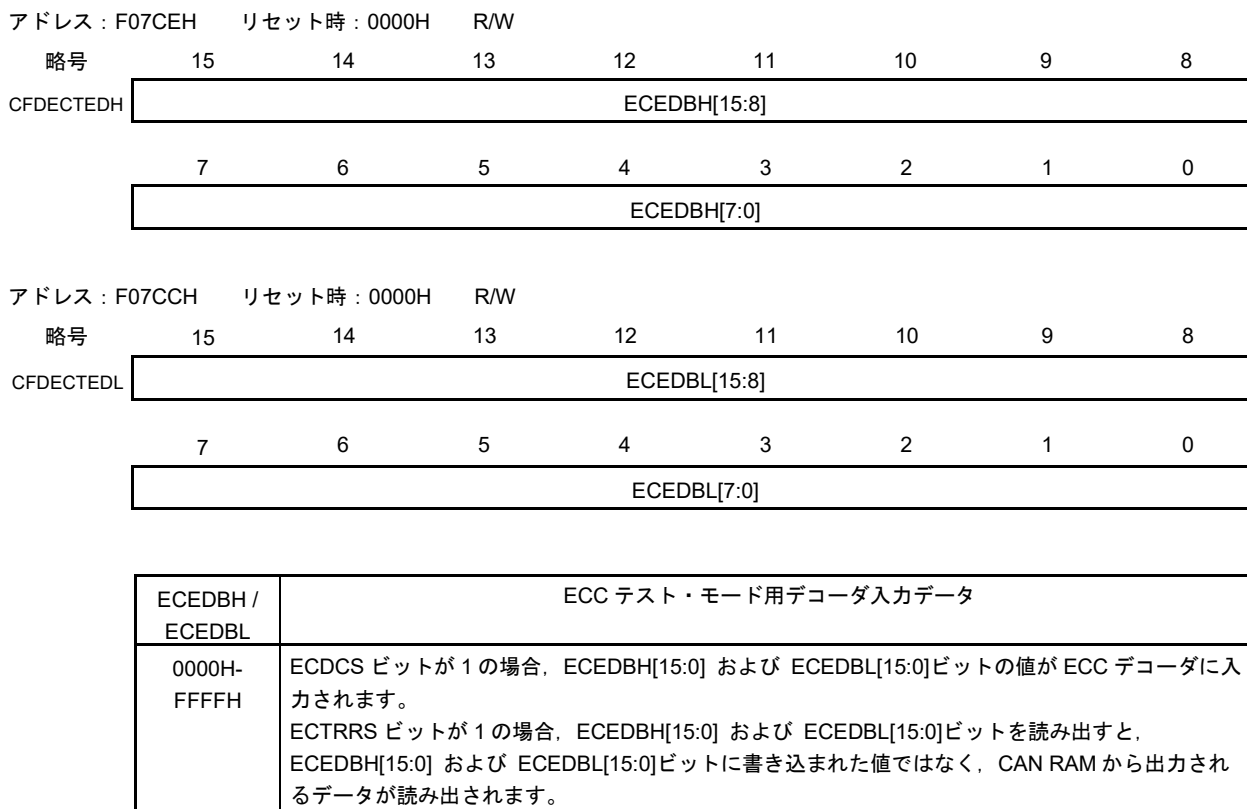 アドレス：F07CEH　リセット時：0000H　R/W
略号 15 14 13 12 11 10 9 8
CFDECTEDH ECEDBH[15:8]
7 6 5 4 3 2 1 0
ECEDBH[7:0]
アドレス：F07CCH　リセット時：0000H　R/W
略号 15 14 13 12 11 10 9 8
CFDECTEDL ECEDBL[15:8]
7 6 5 4 3 2 1 0
ECEDBL[7:0]
ECEDBH / ECEDBL ECC テスト・モード用デコーダ入力データ
0000H-FFFFH ECDCS ビットが 1 の場合，ECEDBH[15:0] および ECEDBL[15:0]ビットの値が ECC デコーダに入
力されます。
ECTRRS ビットが 1 の場合，ECEDBH[15:0] および ECEDBL[15:0]ビットを読み出すと，
ECEDBH[15:0] および ECEDBL[15:0]ビットに書き込まれた値ではなく，CAN RAM から出力され
るデータが読み出されます。